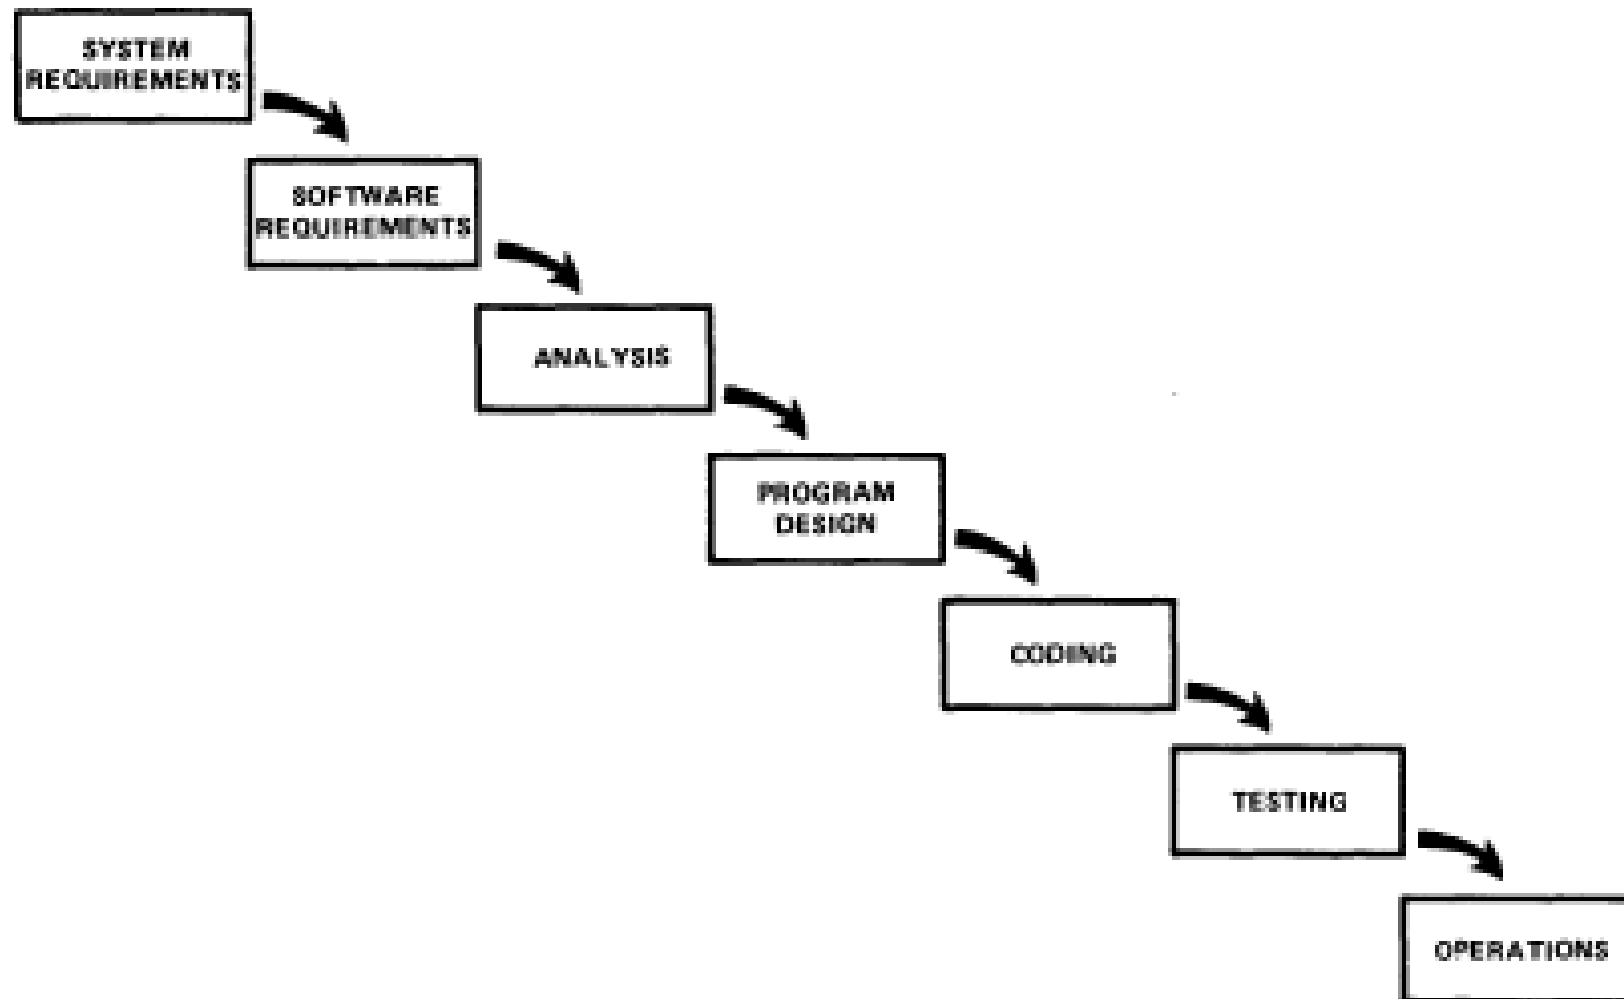 SYSTEM
REQUIREMENTS
SOFTWARE
REQUIREMENTS
ANALYSIS
PROGRAM
DESIGN
CODING
TESTING
OPERATIONS